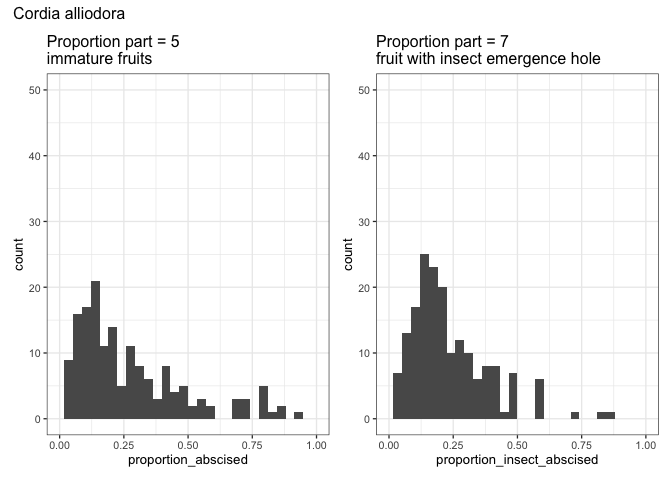 Cordia alliodora
Proportion part = 5
immature fruits
50
40
30
20
10
0
count
0.00 0.25 0.50 0.75 1.00
proportion_abscised
Proportion part = 7
fruit with insect emergence hole
50
40
30
20
10
0
count
0.00 0.25 0.50 0.75 1.00
proportion_insect_abscised